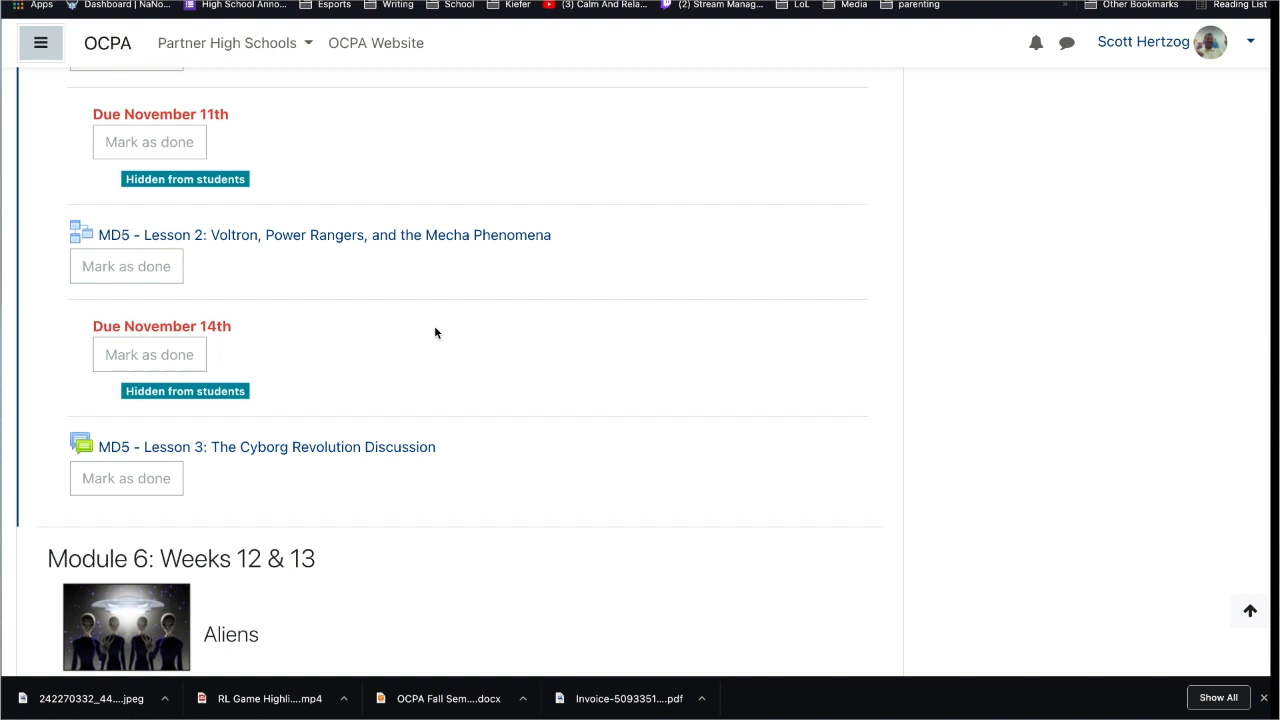 Apps Dashboard | NaNo... High School Anno... Esports Writing School Kiefer (3) Calm And Rela... (2) Stream Manag... LoL Media parenting » Other Bookmarks Reading List
OCPA Partner High Schools OCPA Website Scott Hertzog
Due November 11th
Mark as done
Hidden from students
MD5 - Lesson 2: Voltron, Power Rangers, and the Mecha Phenomena
Mark as done
Due November 14th
Mark as done
Hidden from students
MD5 - Lesson 3: The Cyborg Revolution Discussion
Mark as done
Module 6: Weeks 12 & 13
Aliens
242270332_44....jpeg RL Game Highli....mp4 OCPA Fall Sem....docx Invoice-5093351....pdf Show All